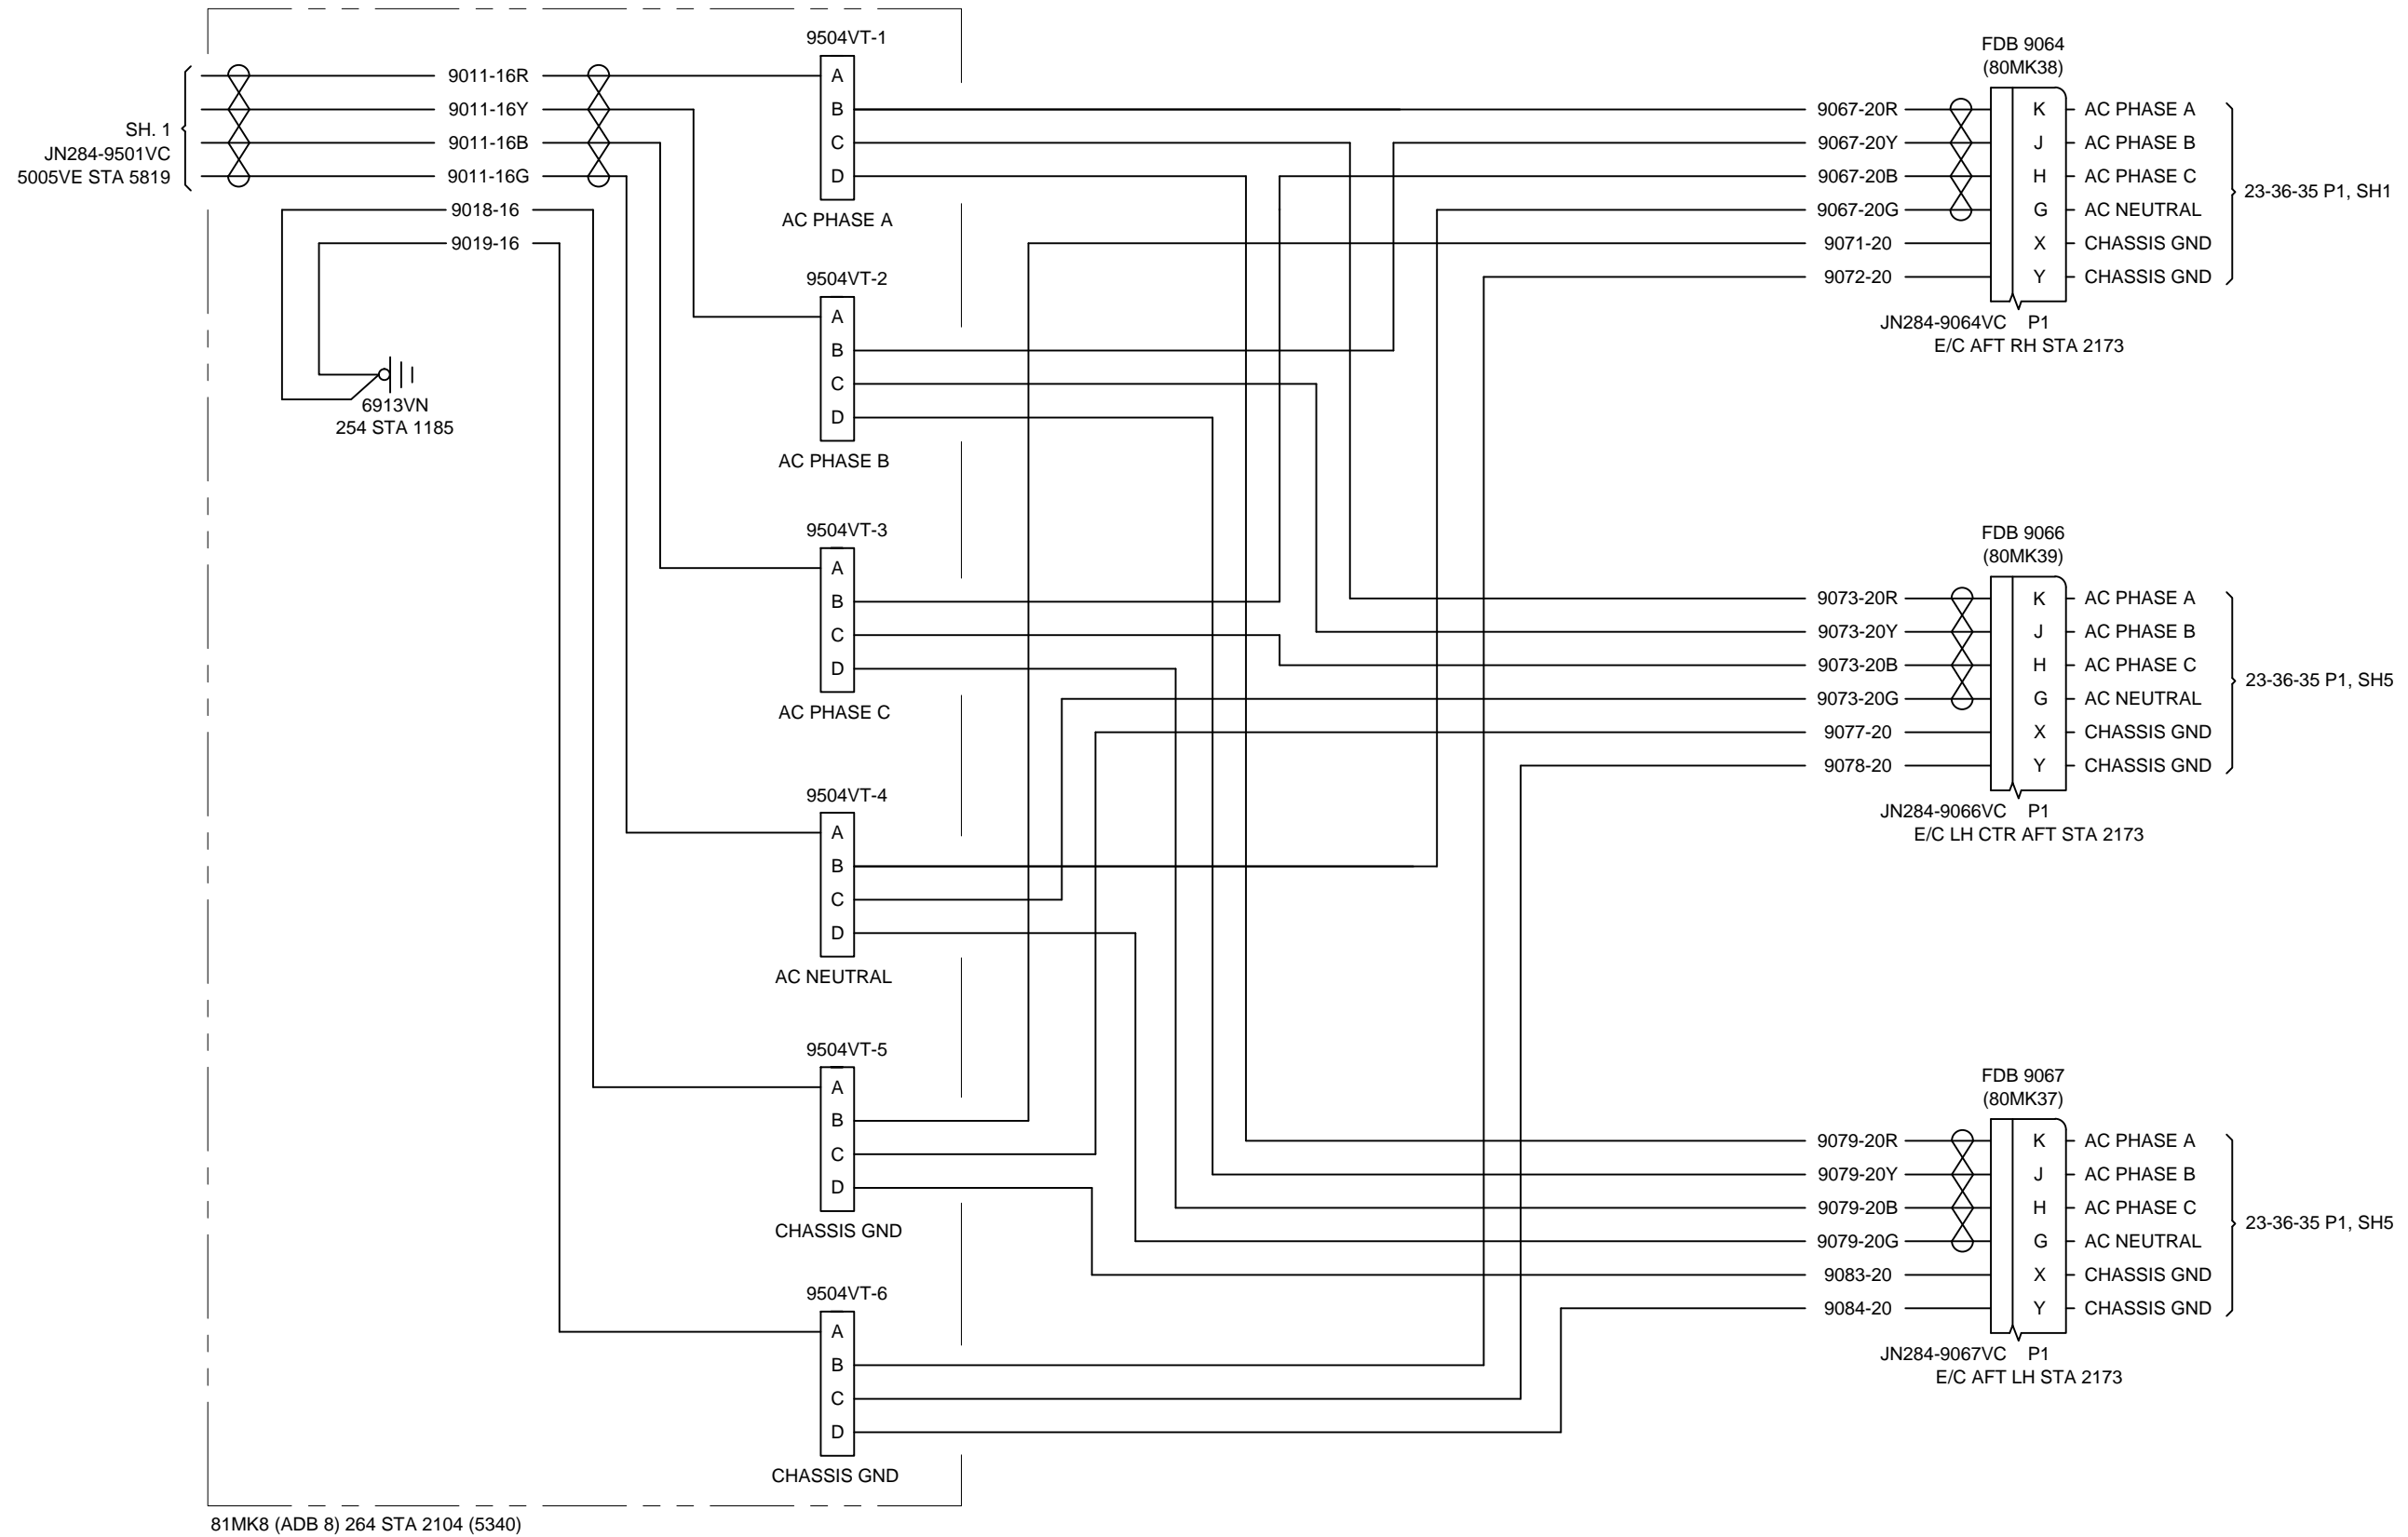 SH. 1
JN284-9501VC
5005VE STA 5819
9011-16R
9011-16Y
9011-16B
9011-16G
9018-16
9019-16
6913VN
254 STA 1185
9504VT-1
A
B
C
D
AC PHASE A
9504VT-2
A
B
C
D
AC PHASE B
9504VT-3
A
B
C
D
AC PHASE C
9504VT-4
A
B
C
D
AC NEUTRAL
9504VT-5
A
B
C
D
CHASSIS GND
9504VT-6
A
B
C
D
CHASSIS GND
81MK8 (ADB 8) 264 STA 2104 (5340)
FDB 9064
(80MK38)
9067-20R K AC PHASE A
9067-20Y J AC PHASE B
9067-20B H AC PHASE C
9067-20G G AC NEUTRAL
9071-20 X CHASSIS GND
9072-20 Y CHASSIS GND
23-36-35 P1, SH1
JN284-9064VC P1
E/C AFT RH STA 2173
FDB 9066
(80MK39)
9073-20R K AC PHASE A
9073-20Y J AC PHASE B
9073-20B H AC PHASE C
9073-20G G AC NEUTRAL
9077-20 X CHASSIS GND
9078-20 Y CHASSIS GND
23-36-35 P1, SH5
JN284-9066VC P1
E/C LH CTR AFT STA 2173
FDB 9067
(80MK37)
9079-20R K AC PHASE A
9079-20Y J AC PHASE B
9079-20B H AC PHASE C
9079-20G G AC NEUTRAL
9083-20 X CHASSIS GND
9084-20 Y CHASSIS GND
23-36-35 P1, SH5
JN284-9067VC P1
E/C AFT LH STA 2173